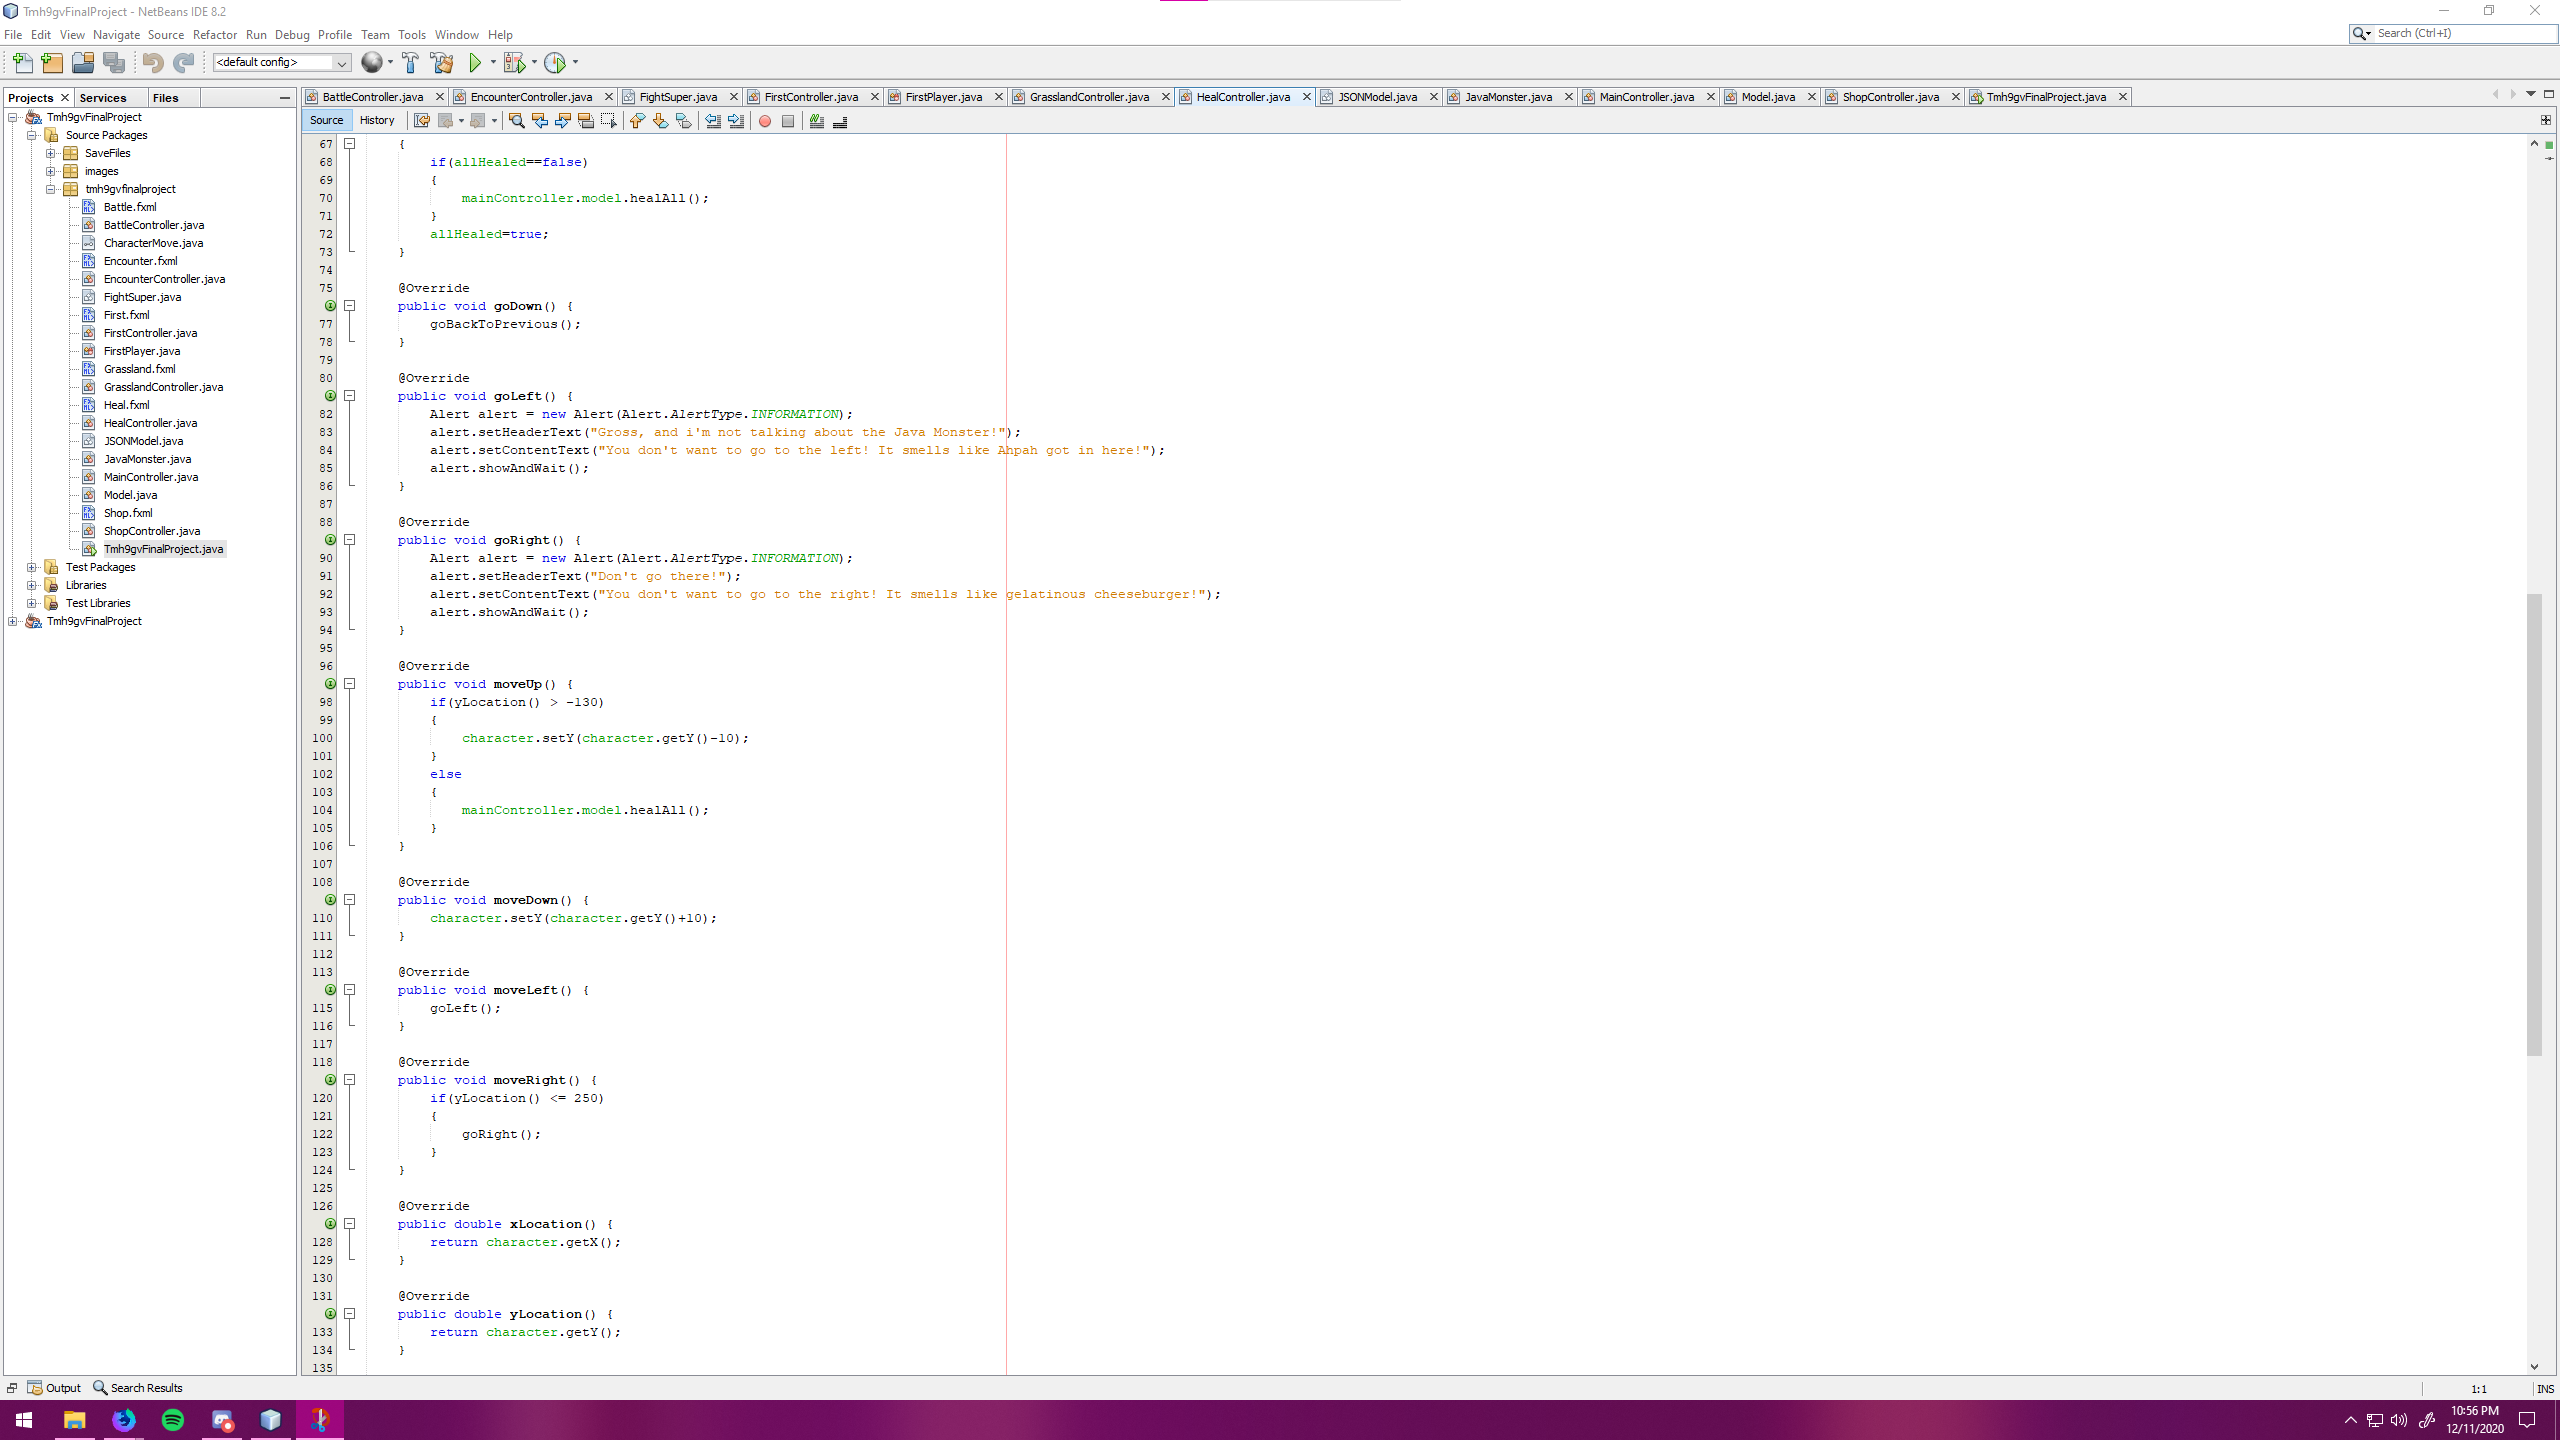 Tmh9gvFinalProject - NetBeans IDE 8.2
File Edit View Navigate Source Refactor Run Debug Profile Team Tools Window Help
Search (Ctrl+I)
<default config>
Projects Services Files
BattleController.java EncounterController.java FightSuper.java FirstController.java FirstPlayer.java GrasslandController.java HealController.java JSONModel.java JavaMonster.java MainController.java Model.java ShopController.java Tmh9gvFinalProject.java
Source History
Tmh9gvFinalProject
Source Packages
SaveFiles
images
tmh9gvfinalproject
Battle.fxml
BattleController.java
CharacterMove.java
Encounter.fxml
EncounterController.java
FightSuper.java
First.fxml
FirstController.java
FirstPlayer.java
Grassland.fxml
GrasslandController.java
Heal.fxml
HealController.java
JSONModel.java
JavaMonster.java
MainController.java
Model.java
Shop.fxml
ShopController.java
Tmh9gvFinalProject.java
Test Packages
Libraries
Test Libraries
Tmh9gvFinalProject
67 {
68 if(allHealed==false)
69 {
70 mainController.model.healAll();
71 }
72 allHealed=true;
73 }
74
75 @Override
public void goDown() {
77 goBackToPrevious();
78 }
79
80 @Override
public void goLeft() {
82 Alert alert = new Alert(Alert.AlertType.INFORMATION);
83 alert.setHeaderText("Gross, and i'm not talking about the Java Monster!");
84 alert.setContentText("You don't want to go to the left! It smells like Ahpah got in here!");
85 alert.showAndWait();
86 }
87
88 @Override
public void goRight() {
90 Alert alert = new Alert(Alert.AlertType.INFORMATION);
91 alert.setHeaderText("Don't go there!");
92 alert.setContentText("You don't want to go to the right! It smells like gelatinous cheeseburger!");
93 alert.showAndWait();
94 }
95
96 @Override
public void moveUp() {
98 if(yLocation() > -130)
99 {
100 character.setY(character.getY()-10);
101 }
102 else
103 {
104 mainController.model.healAll();
105 }
106 }
107
108 @Override
public void moveDown() {
110 character.setY(character.getY()+10);
111 }
112
113 @Override
public void moveLeft() {
115 goLeft();
116 }
117
118 @Override
public void moveRight() {
120 if(yLocation() <= 250)
121 {
122 goRight();
123 }
124 }
125
126 @Override
public double xLocation() {
128 return character.getX();
129 }
130
131 @Override
public double yLocation() {
133 return character.getY();
134 }
135
Output Search Results
1:1 INS
10:56 PM
12/11/2020